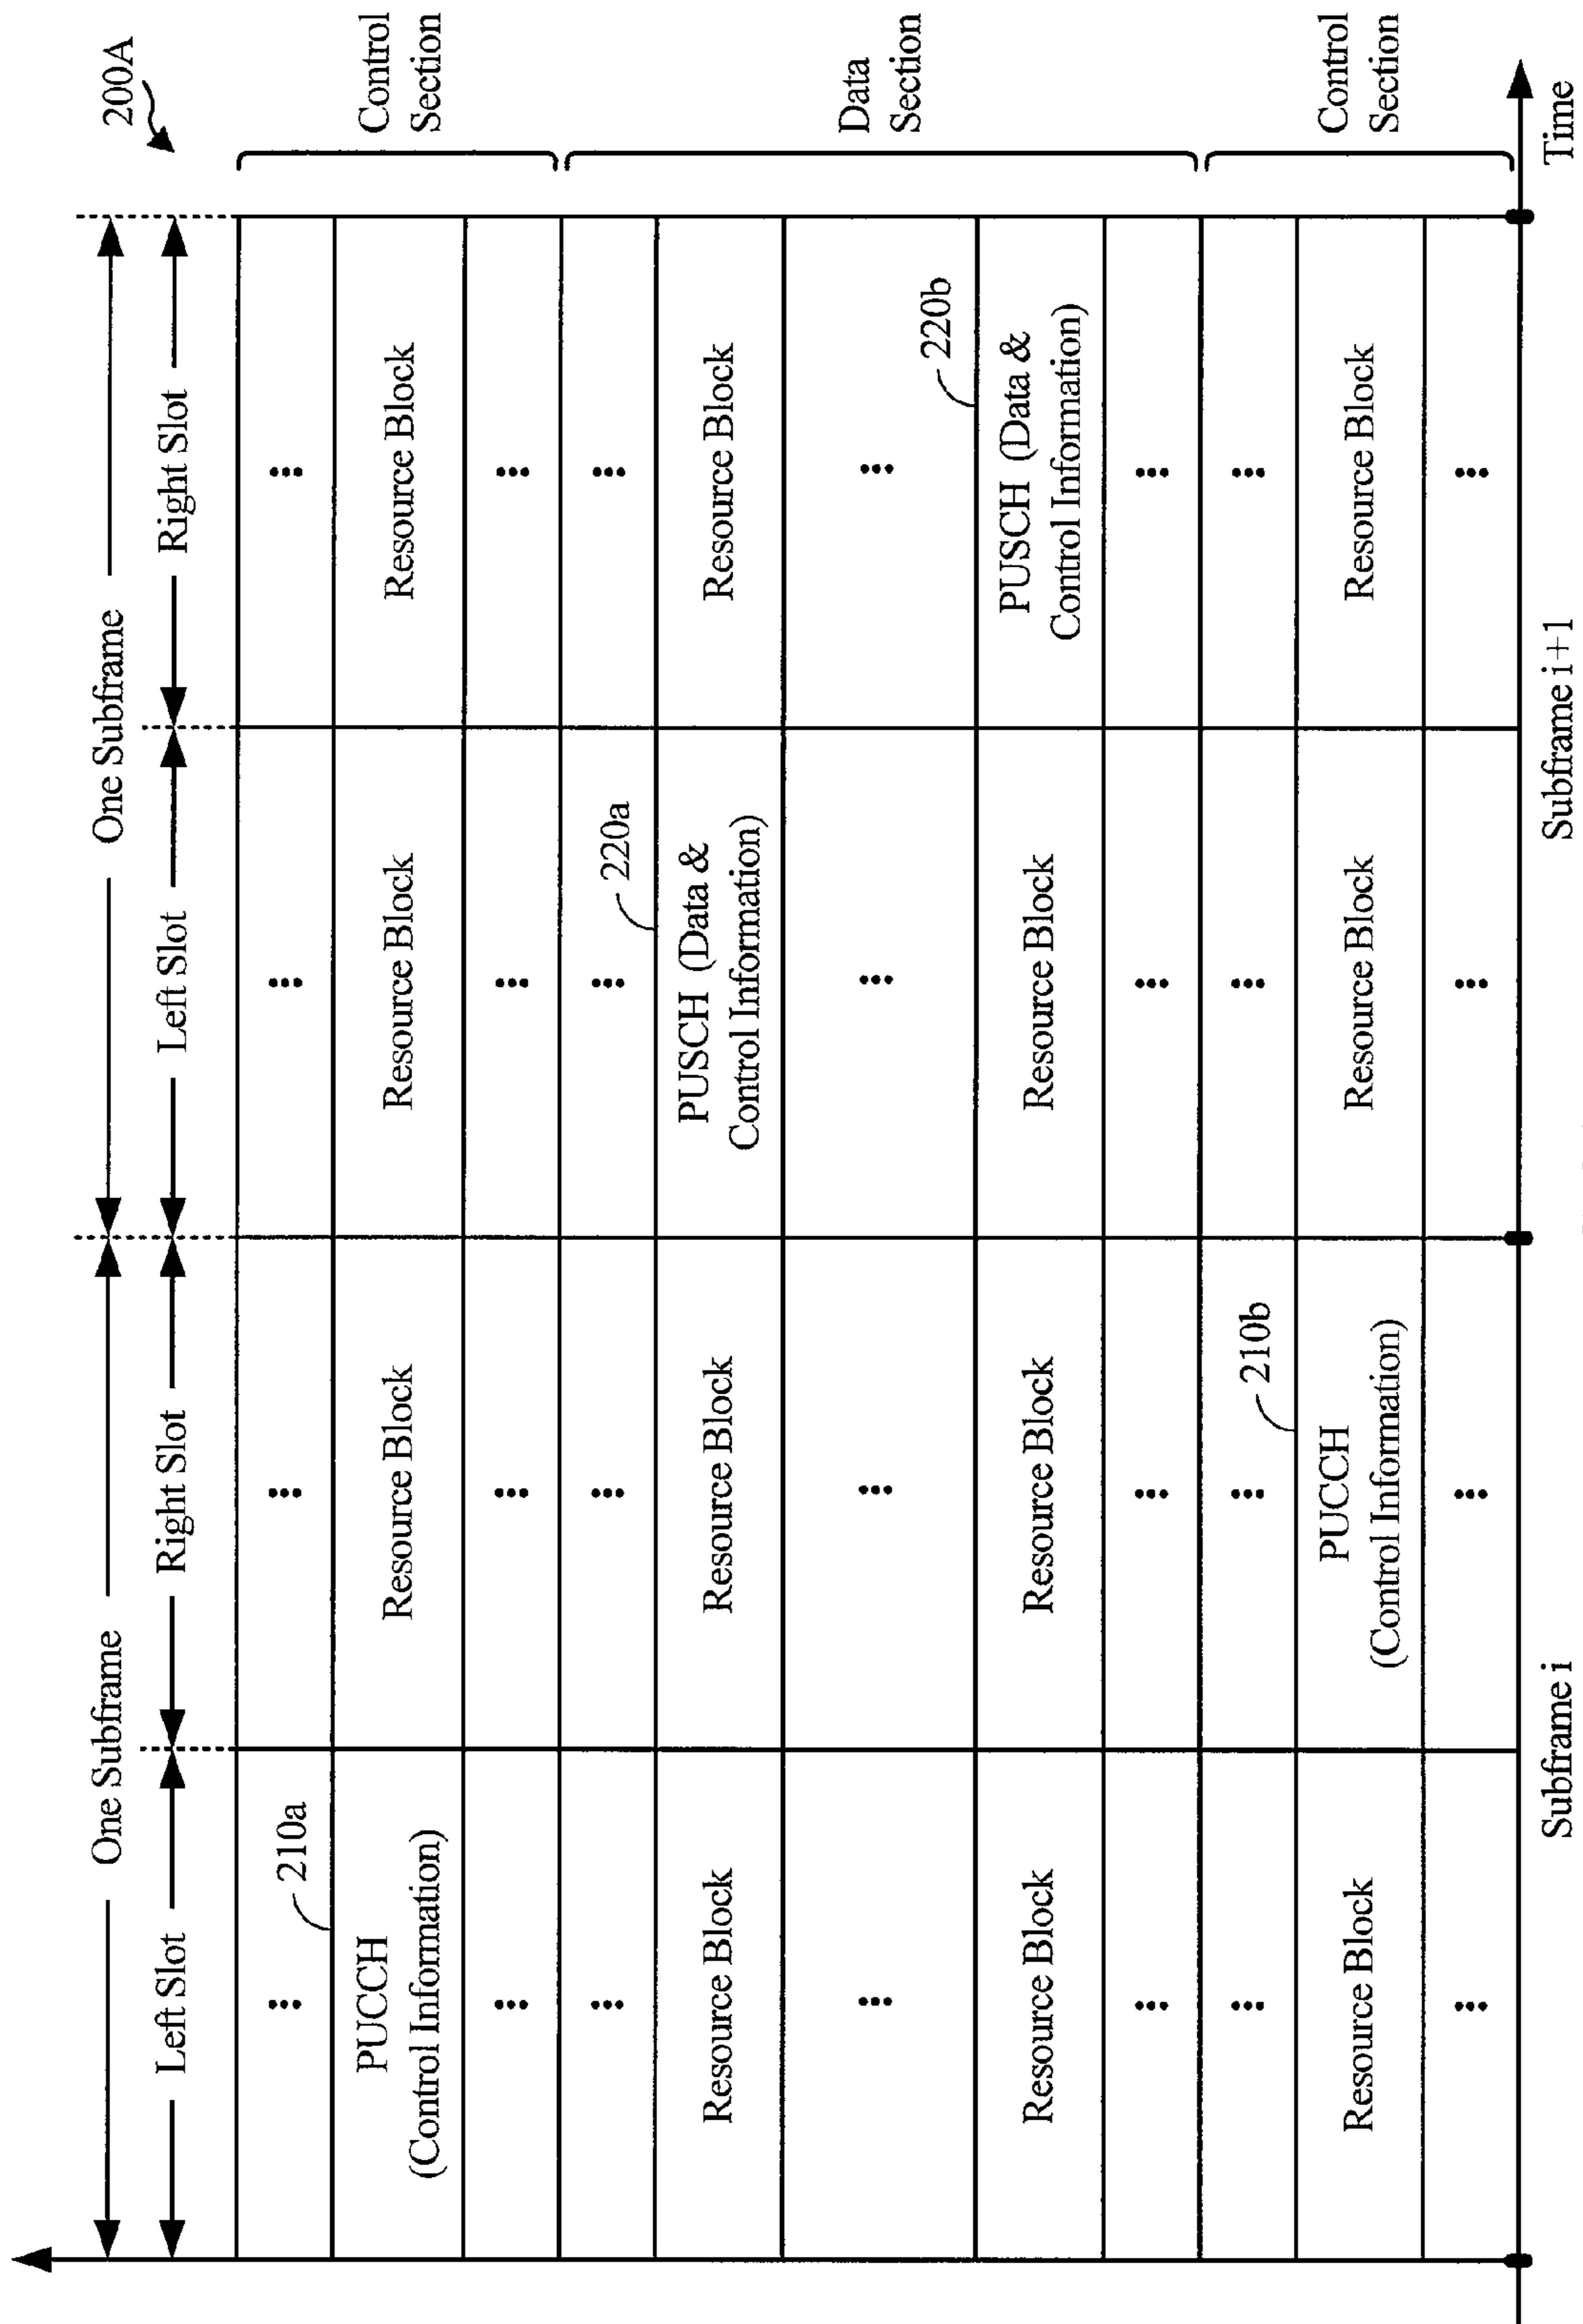 200A
One Subframe
One Subframe
Left Slot
Right Slot
Left Slot
Right Slot
⋮
⋮
⋮
⋮
210a
PUCCH
(Control Information)
Resource Block
Resource Block
Resource Block
Control
Section
⋮
⋮
⋮
⋮
⋮
⋮
⋮
⋮
220a
Resource Block
Resource Block
PUSCH (Data &
Control Information)
Resource Block
⋮
⋮
⋮
⋮
Data
Section
220b
Resource Block
Resource Block
Resource Block
PUSCH (Data &
Control Information)
⋮
⋮
⋮
⋮
⋮
⋮
⋮
⋮
210b
Resource Block
PUCCH
(Control Information)
Resource Block
Resource Block
Control
Section
⋮
⋮
⋮
⋮
Subframe i
Subframe i+1
Time